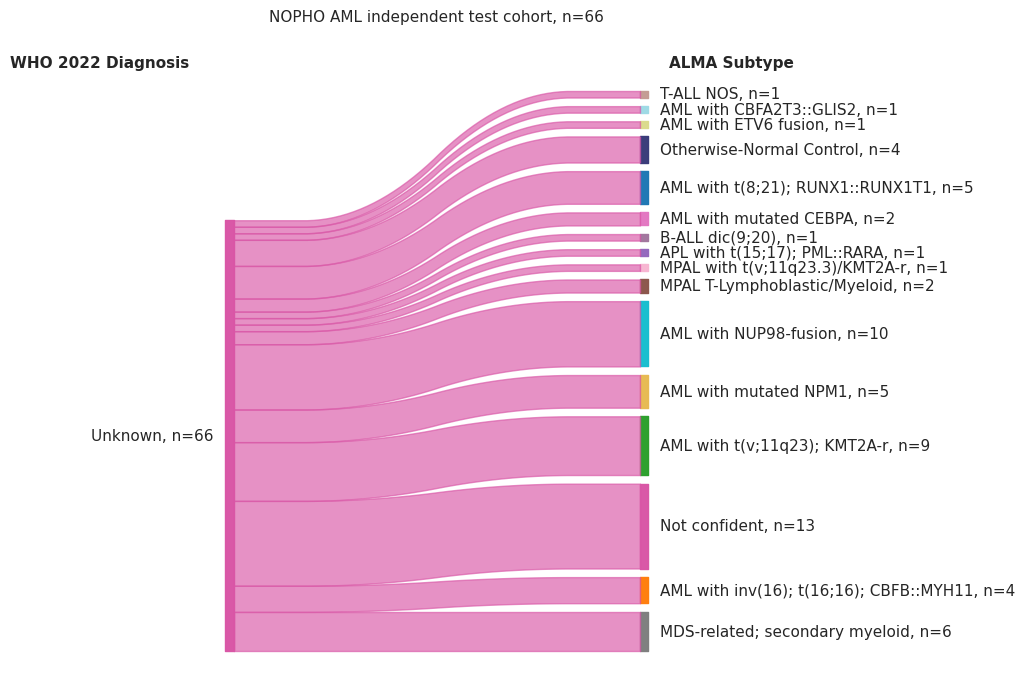 NOPHO AML independent test cohort, n=66
WHO 2022 Diagnosis
ALMA Subtype
T-ALL NOS, n=1
AML with CBFA2T3::GLIS2, n=1
AML with ETV6 fusion, n=1
Otherwise-Normal Control, n=4
AML with t(8;21); RUNX1::RUNX1T1, n=5
AML with mutated CEBPA, n=2
B-ALL dic(9;20), n=1
APL with t(15;17); PML::RARA, n=1
MPAL with t(v;11q23.3)/KMT2A-r, n=1
MPAL T-Lymphoblastic/Myeloid, n=2
AML with NUP98-fusion, n=10
AML with mutated NPM1, n=5
Unknown, n=66
AML with t(v;11q23); KMT2A-r, n=9
Not confident, n=13
AML with inv(16); t(16;16); CBFB::MYH11, n=4
MDS-related; secondary myeloid, n=6